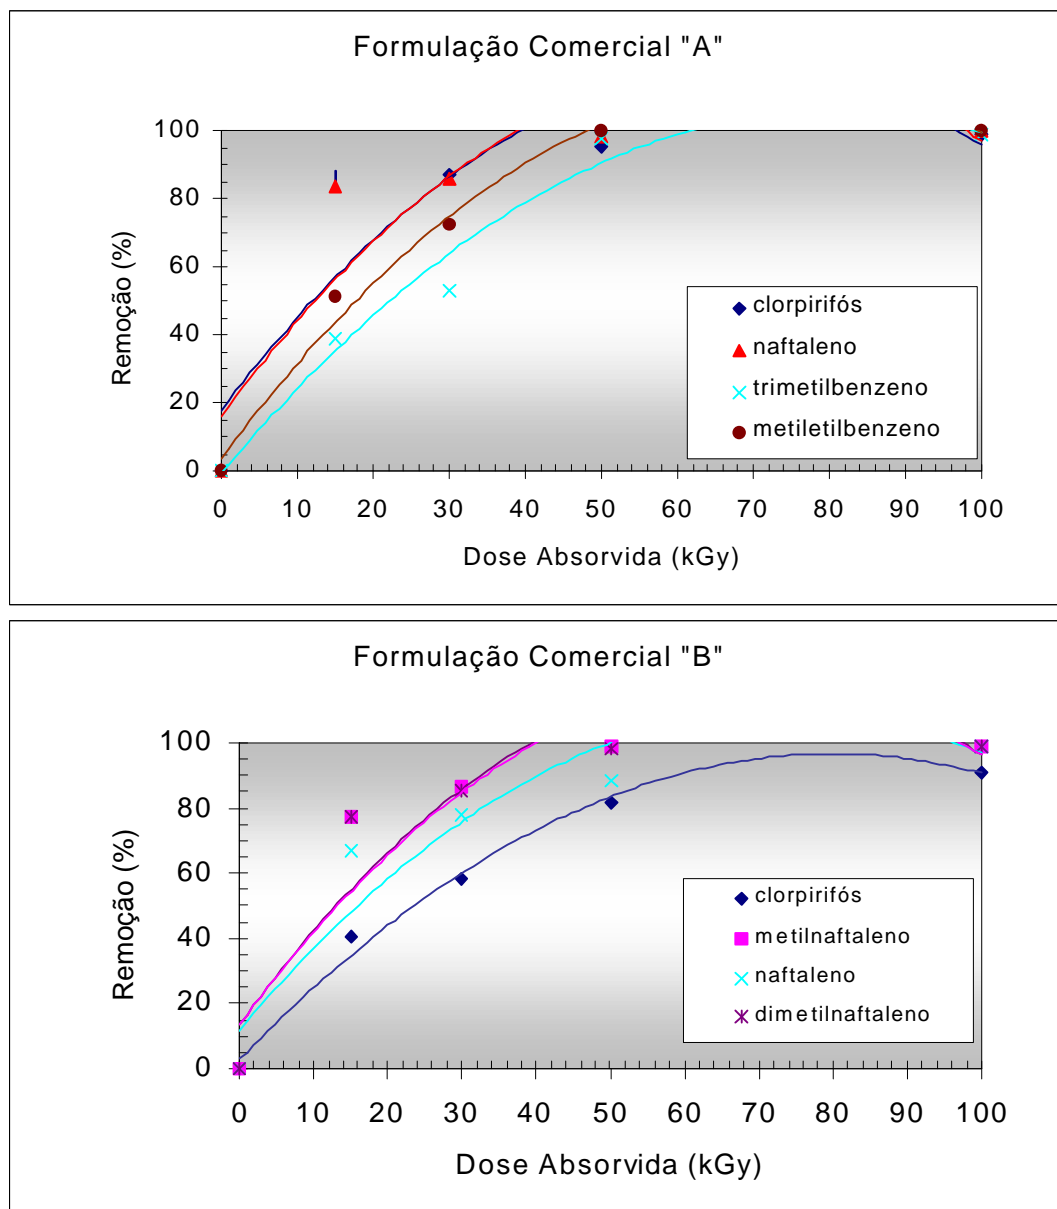 Formulação Comercial "A"
100
80
60
40
20
0
Remoção (%)
clorpirifós
naftaleno
trimetilbenzeno
metiletilbenzeno
0 10 20 30 40 50 60 70 80 90 100
Dose Absorvida (kGy)
Formulação Comercial "B"
100
80
60
40
20
0
Remoção (%)
clorpirifós
metilnaftaleno
naftaleno
dimetilnaftaleno
0 10 20 30 40 50 60 70 80 90 100
Dose Absorvida (kGy)